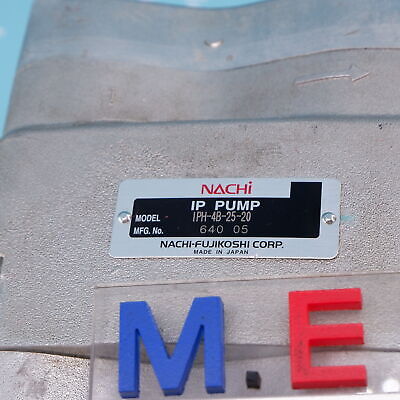 NACHi
IP PUMP
MODEL IPH-4B-25-20
MFG. No. 640 05
NACHI-FUJIKOSHI CORP.
MADE IN JAPAN
M.E